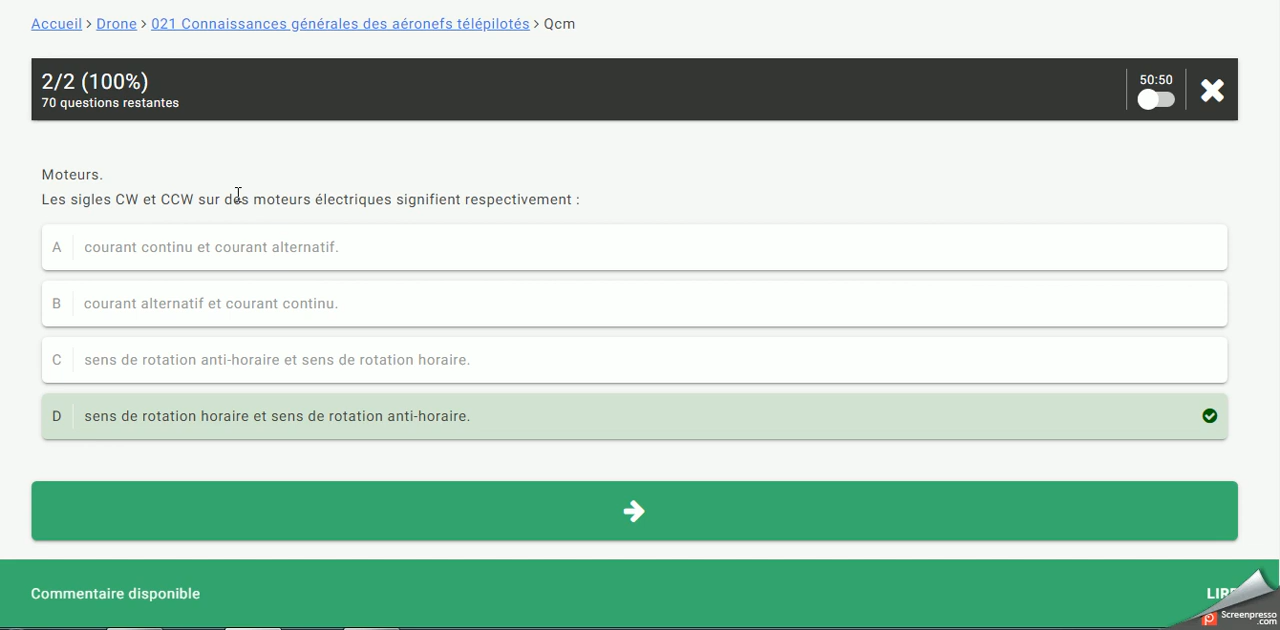 Accueil > Drone > 021 Connaissances générales des aéronefs télépilotés > Qcm
2/2 (100%)
70 questions restantes
50:50
Moteurs.
Les sigles CW et CCW sur des moteurs électriques signifient respectivement :
A courant continu et courant alternatif.
B courant alternatif et courant continu.
C sens de rotation anti-horaire et sens de rotation horaire.
D sens de rotation horaire et sens de rotation anti-horaire.
Commentaire disponible
LIRE
Screenpresso
.com